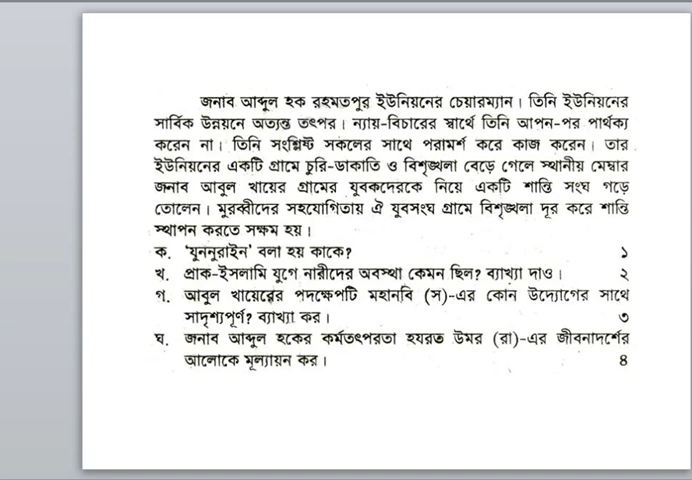 জনাব আব্দুল হক রহমতপুর ইউনিয়নের চেয়ারম্যান। তিনি ইউনিয়নের
সার্বিক উন্নয়নে অত্যন্ত তৎপর। ন্যায়-বিচারের স্বার্থে তিনি আপন-পর পার্থক্য
করেন না। তিনি সংশ্লিষ্ট সকলের সাথে পরামর্শ করে কাজ করেন। তার
ইউনিয়নের একটি গ্রামে চুরি-ডাকাতি ও বিশৃঙ্খলা বেড়ে গেলে স্থানীয় মেম্বার
জনাব আবুল খায়ের গ্রামের যুবকদেরকে নিয়ে একটি শান্তি সংঘ গড়ে
তোলেন। মুরব্বীদের সহযোগিতায় ঐ যুবসংঘ গ্রামে বিশৃঙ্খলা দূর করে শান্তি
স্থাপন করতে সক্ষম হয়।
ক. 'যুননুরাইন' বলা হয় কাকে? ১
খ. প্রাক-ইসলামি যুগে নারীদের অবস্থা কেমন ছিল? ব্যাখ্যা দাও। ২
গ. আবুল খায়েরের পদক্ষেপটি মহানবি (স)-এর কোন উদ্যোগের সাথে
সাদৃশ্যপূর্ণ? ব্যাখ্যা কর। ৩
ঘ. জনাব আব্দুল হকের কর্মতৎপরতা হযরত উমর (রা)-এর জীবনাদর্শের
আলোকে মূল্যায়ন কর। ৪